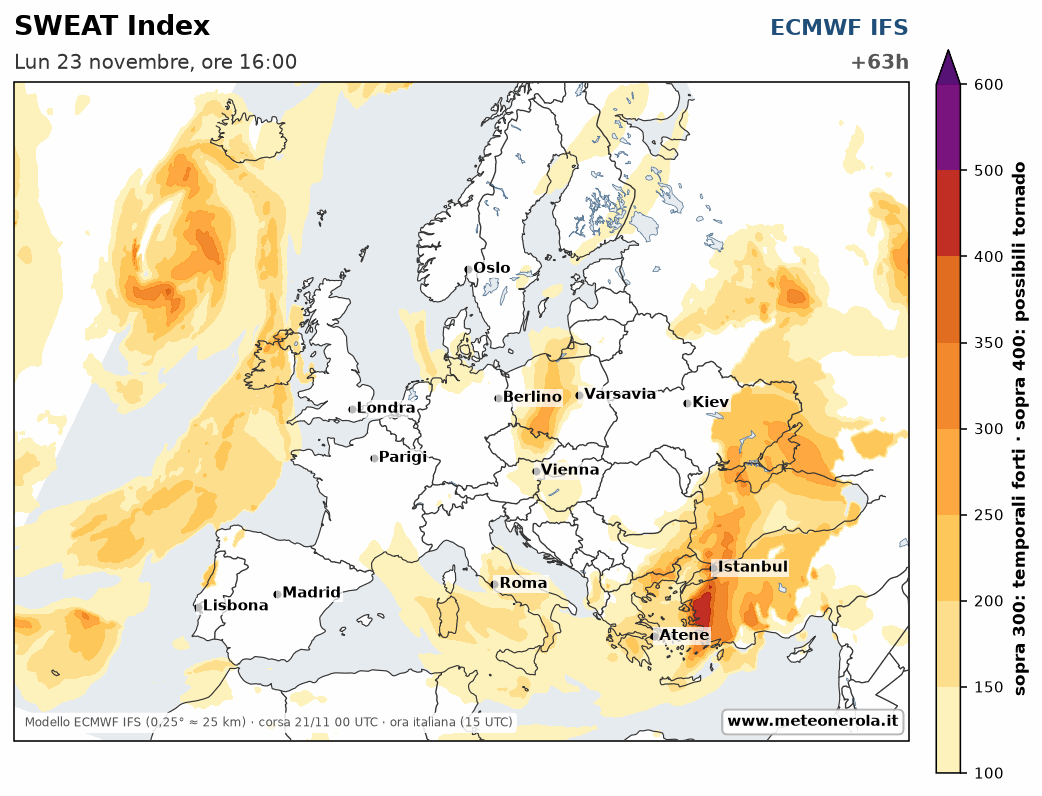 SWEAT Index
ECMWF IFS
Lun 23 novembre, ore 16:00
+63h
Oslo
Londra
Berlino
Varsavia
Kiev
Parigi
Vienna
Istanbul
Roma
Madrid
Lisbona
Atene
Modello ECMWF IFS (0,25° ≈ 25 km) · corsa 21/11 00 UTC · ora italiana (15 UTC)
www.meteonerola.it
600
500
400
350
300
250
200
150
100
sopra 300: temporali forti · sopra 400: possibili tornado